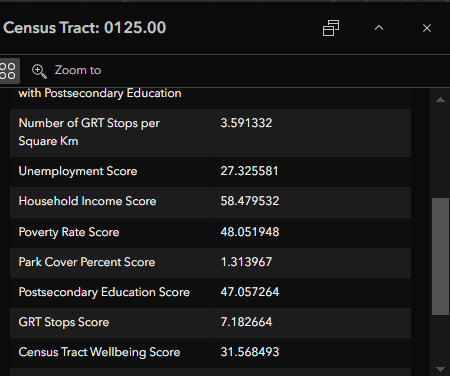 Census Tract: 0125.00
Zoom to
with Postsecondary Education
Number of GRT Stops per 3.591332
Square Km
Unemployment Score 27.325581
Household Income Score 58.479532
Poverty Rate Score 48.051948
Park Cover Percent Score 1.313967
Postsecondary Education Score 47.057264
GRT Stops Score 7.182664
Census Tract Wellbeing Score 31.568493